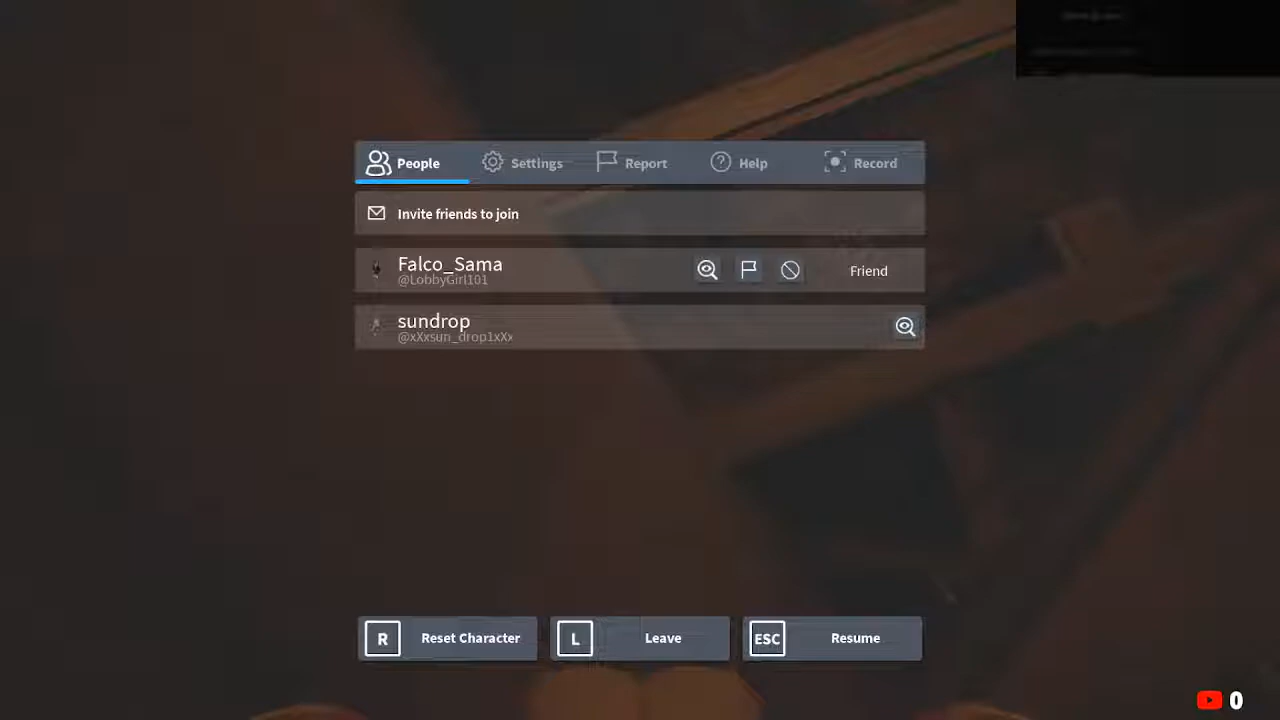 People
Settings
Report
Help
Record
Invite friends to join
Falco_Sama
@LobbyGirl101
Friend
sundrop
@xXxsun_drop1xXx
R
Reset Character
L
Leave
ESC
Resume
0